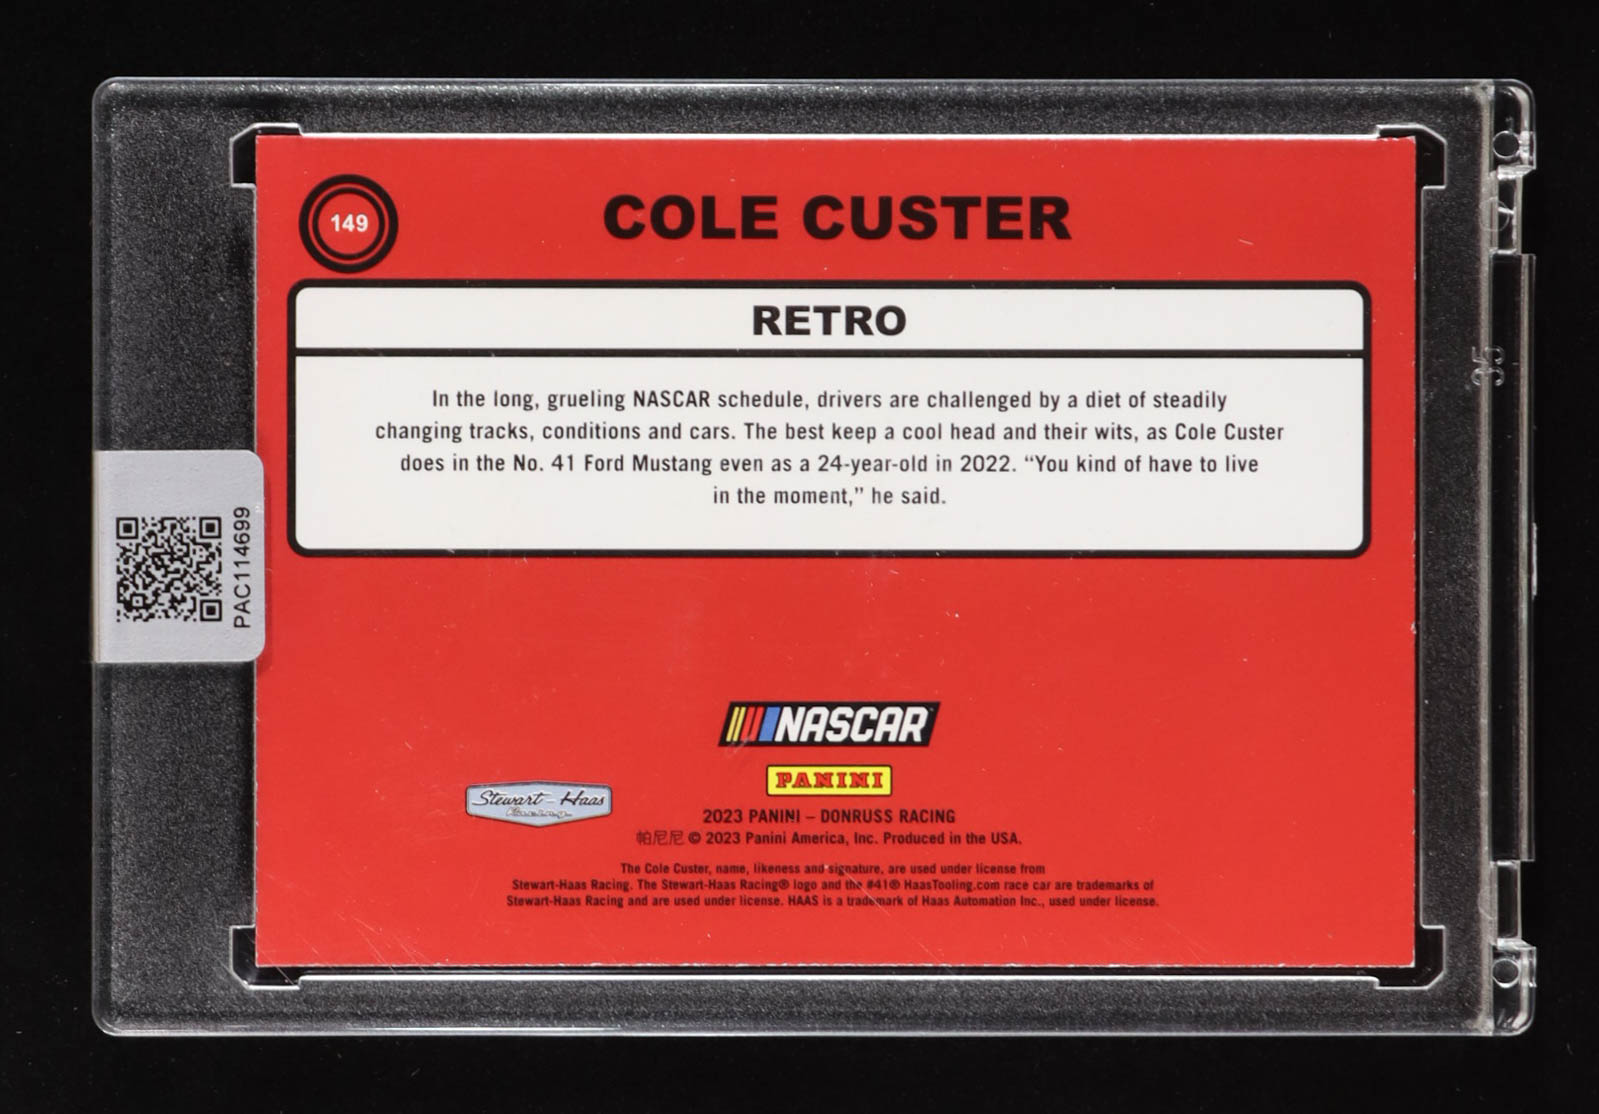 149
COLE CUSTER
RETRO
In the long, grueling NASCAR schedule, drivers are challenged by a diet of steadily
changing tracks, conditions and cars. The best keep a cool head and their wits, as Cole Custer
does in the No. 41 Ford Mustang even as a 24-year-old in 2022. “You kind of have to live
in the moment,” he said.
PAC114699
35
NASCAR
PANINI
Stewart-Haas
Racing
2023 PANINI – DONRUSS RACING
帕尼尼 © 2023 Panini America, Inc. Produced in the USA.
The Cole Custer, name, likeness and signature, are used under license from
Stewart-Haas Racing. The Stewart-Haas Racing® logo and the #41® HaasTooling.com race car are trademarks of
Stewart-Haas Racing and are used under license. HAAS is a trademark of Haas Automation Inc., used under license.